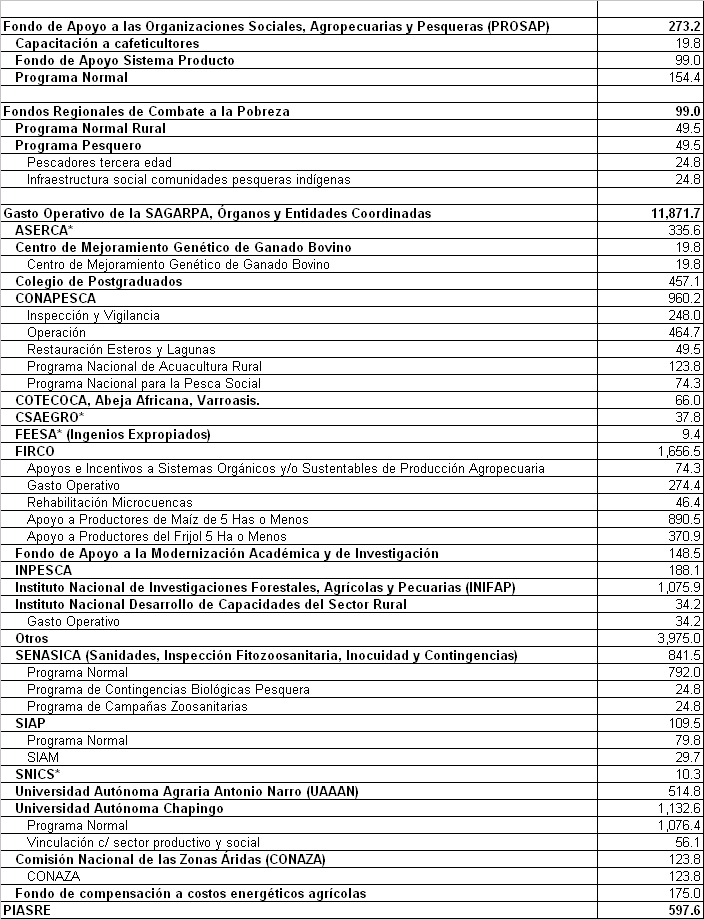 Fondo de Apoyo a las Organizaciones Sociales, Agropecuarias y Pesqueras (PROSAP) 273.2
Capacitación a cafeticultores 19.8
Fondo de Apoyo Sistema Producto 99.0
Programa Normal 154.4
Fondos Regionales de Combate a la Pobreza 99.0
Programa Normal Rural 49.5
Programa Pesquero 49.5
Pescadores tercera edad 24.8
Infraestructura social comunidades pesqueras indígenas 24.8
Gasto Operativo de la SAGARPA, Órganos y Entidades Coordinadas 11,871.7
ASERCA* 335.6
Centro de Mejoramiento Genético de Ganado Bovino 19.8
Centro de Mejoramiento Genético de Ganado Bovino 19.8
Colegio de Postgraduados 457.1
CONAPESCA 960.2
Inspección y Vigilancia 248.0
Operación 464.7
Restauración Esteros y Lagunas 49.5
Programa Nacional de Acuacultura Rural 123.8
Programa Nacional para la Pesca Social 74.3
COTECOCA, Abeja Africana, Varroasis. 66.0
CSAEGRO* 37.8
FEESA* (Ingenios Expropiados) 9.4
FIRCO 1,656.5
Apoyos e Incentivos a Sistemas Orgánicos y/o Sustentables de Producción Agropecuaria 74.3
Gasto Operativo 274.4
Rehabilitación Microcuencas 46.4
Apoyo a Productores de Maíz de 5 Has o Menos 890.5
Apoyo a Productores del Frijol 5 Ha o Menos 370.9
Fondo de Apoyo a la Modernización Académica y de Investigación 148.5
INPESCA 188.1
Instituto Nacional de Investigaciones Forestales, Agrícolas y Pecuarias (INIFAP) 1,075.9
Instituto Nacional Desarrollo de Capacidades del Sector Rural 34.2
Gasto Operativo 34.2
Otros 3,975.0
SENASICA (Sanidades, Inspección Fitozoosanitaria, Inocuidad y Contingencias) 841.5
Programa Normal 792.0
Programa de Contingencias Biológicas Pesquera 24.8
Programa de Campañas Zoosanitarias 24.8
SIAP 109.5
Programa Normal 79.8
SIAM 29.7
SNICS* 10.3
Universidad Autónoma Agraria Antonio Narro (UAAAN) 514.8
Universidad Autónoma Chapingo 1,132.6
Programa Normal 1,076.4
Vinculación c/ sector productivo y social 56.1
Comisión Nacional de las Zonas Áridas (CONAZA) 123.8
CONAZA 123.8
Fondo de compensación a costos energéticos agrícolas 175.0
PIASRE 597.6